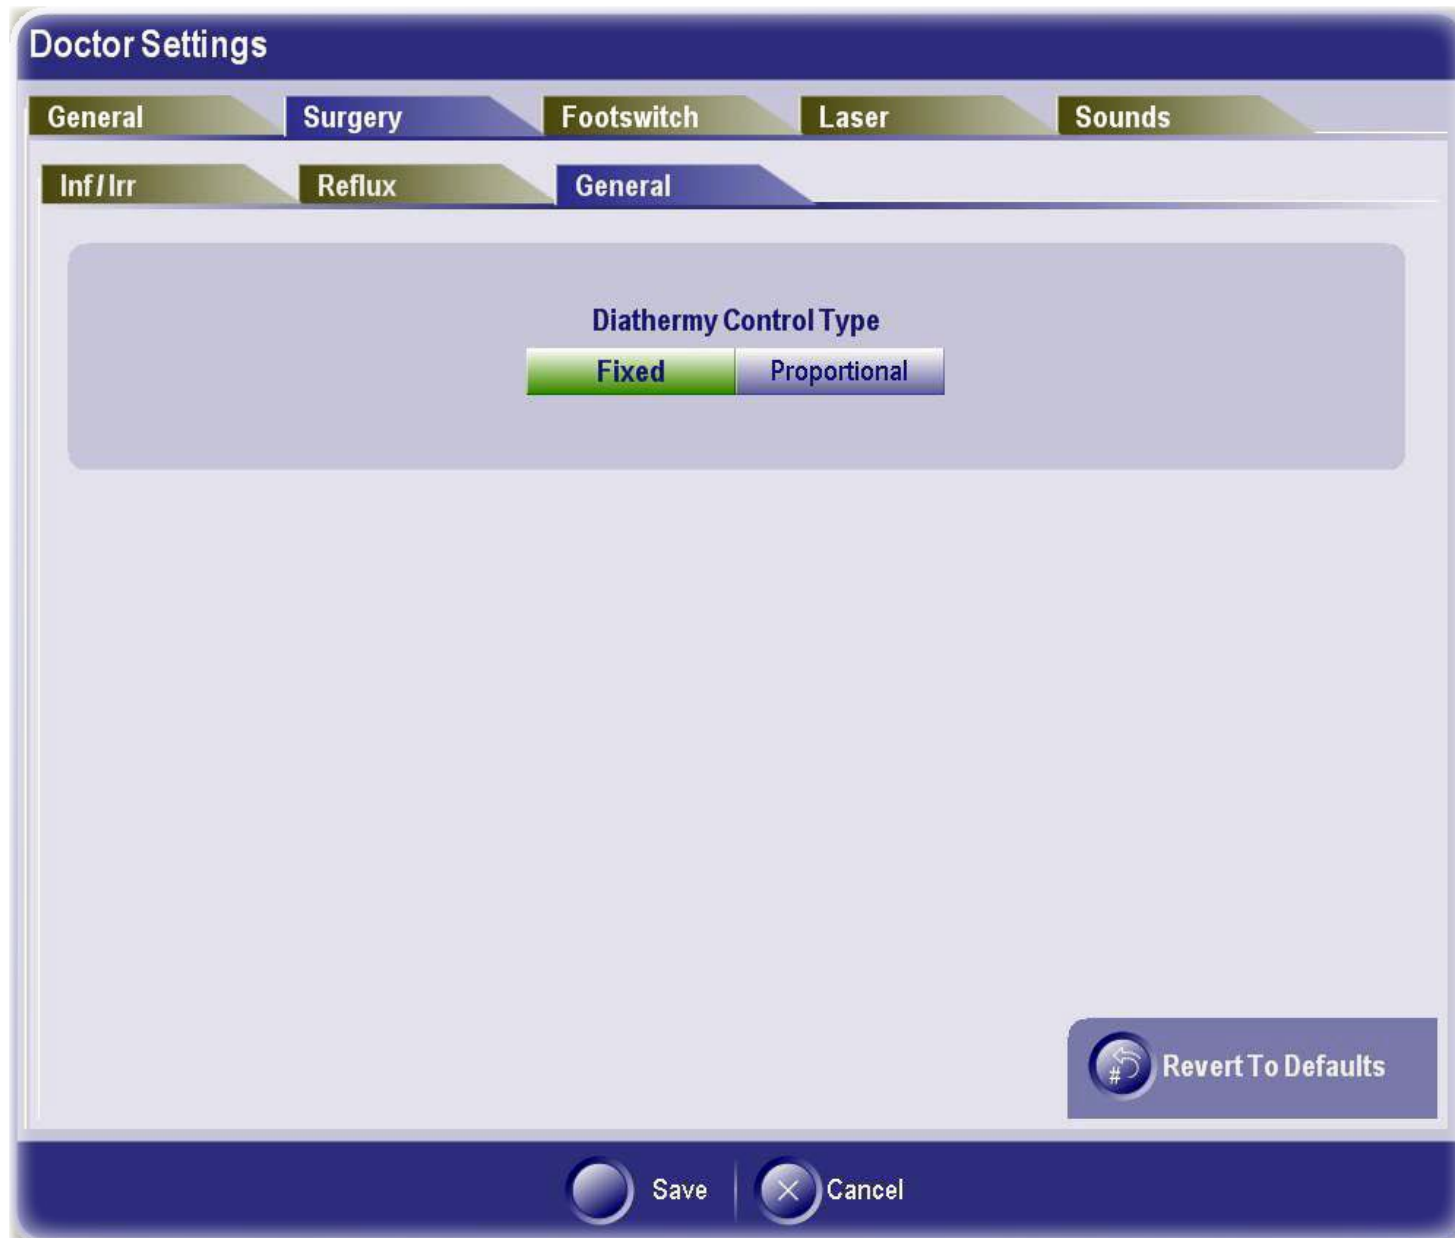 Doctor Settings
General Surgery Footswitch Laser Sounds
Inf / Irr Reflux General
Diathermy Control Type
Fixed Proportional
# Revert To Defaults
Save Cancel